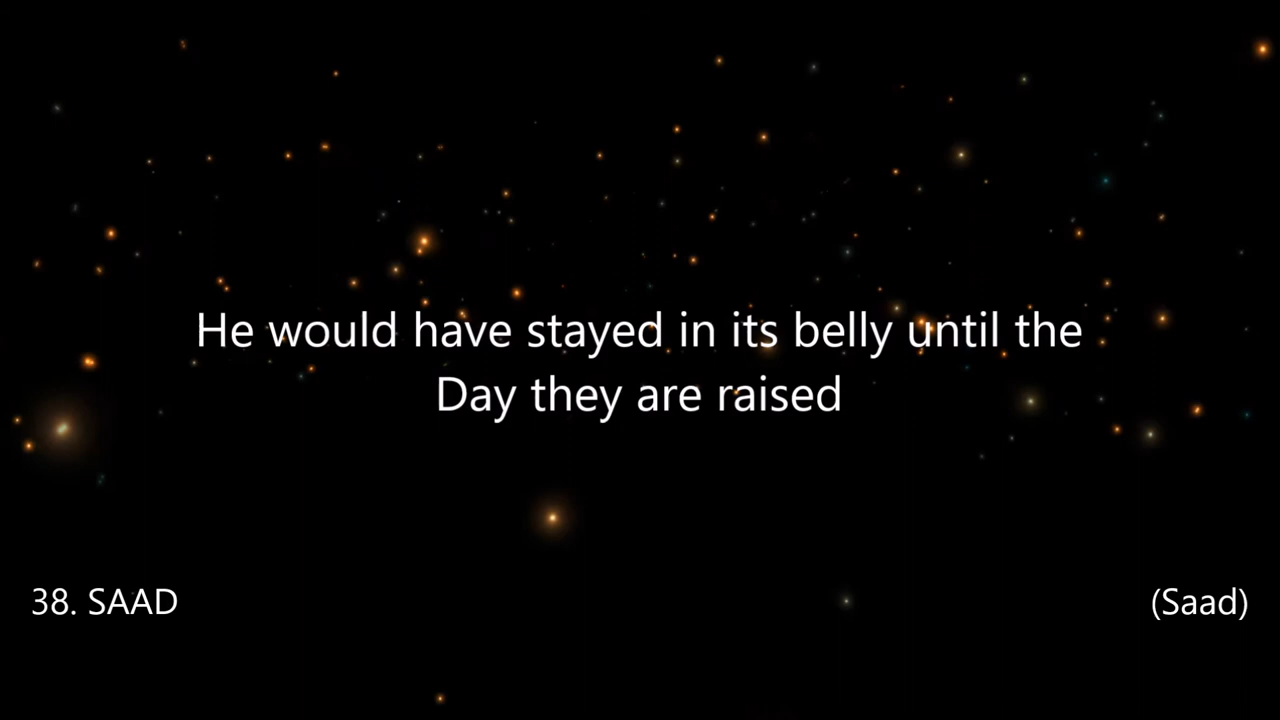 He would have stayed in its belly until the
Day they are raised
38. SAAD
(Saad)